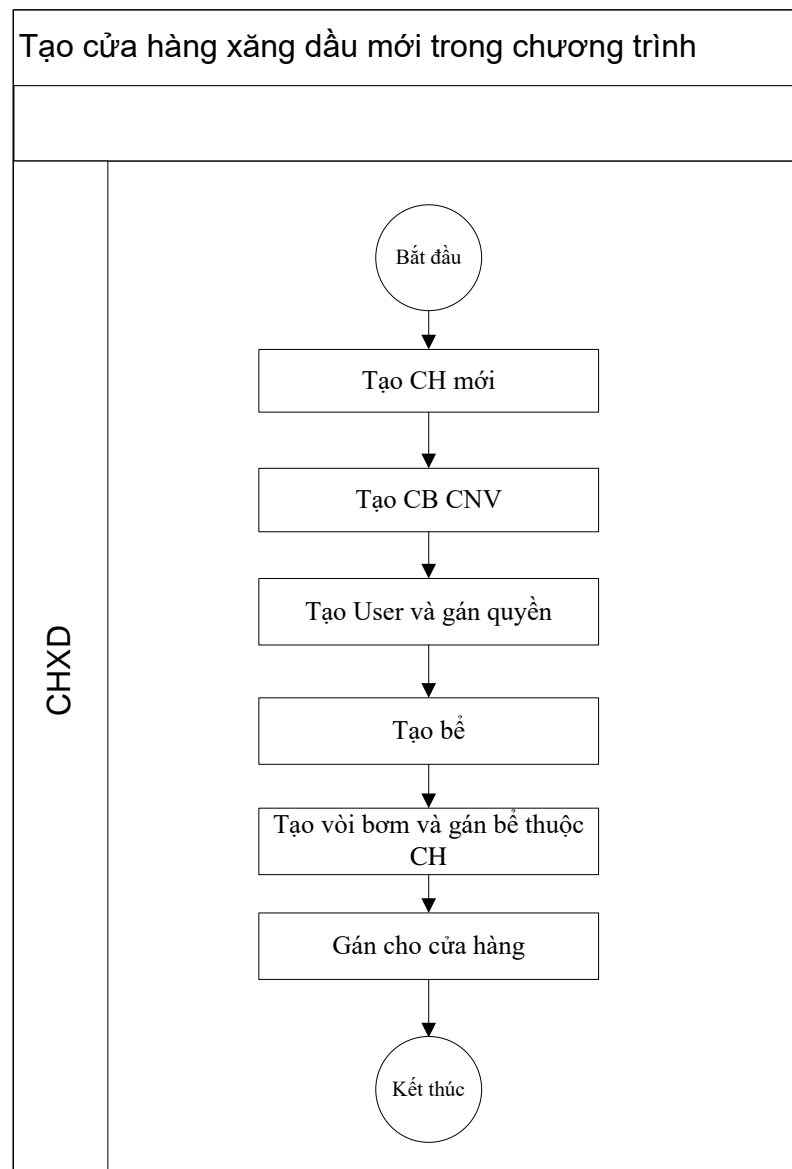 Tạo cửa hàng xăng dầu mới trong chương trình
Bắt đầu
Tạo CH mới
Tạo CB CNV
Tạo User và gán quyền
CHXD
Tạo bể
Tạo vòi bơm và gán bể thuộc
CH
Gán cho cửa hàng
Kết thúc